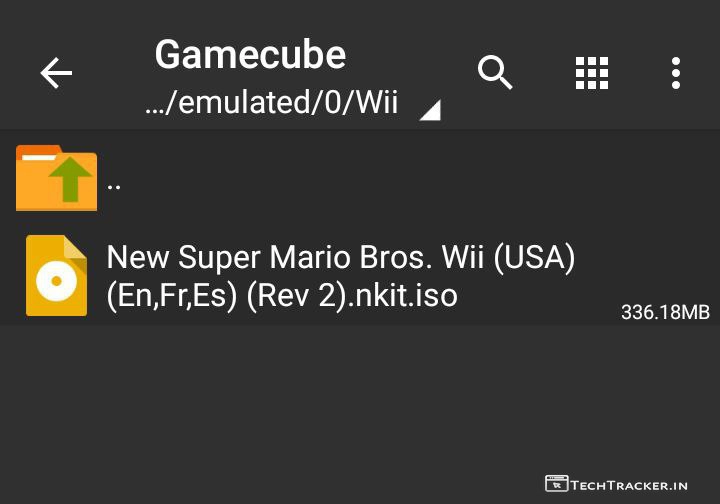 Gamecube
.../emulated/0/Wii
..
New Super Mario Bros. Wii (USA)
(En,Fr,Es) (Rev 2).nkit.iso
336.18MB
TechTracker.in